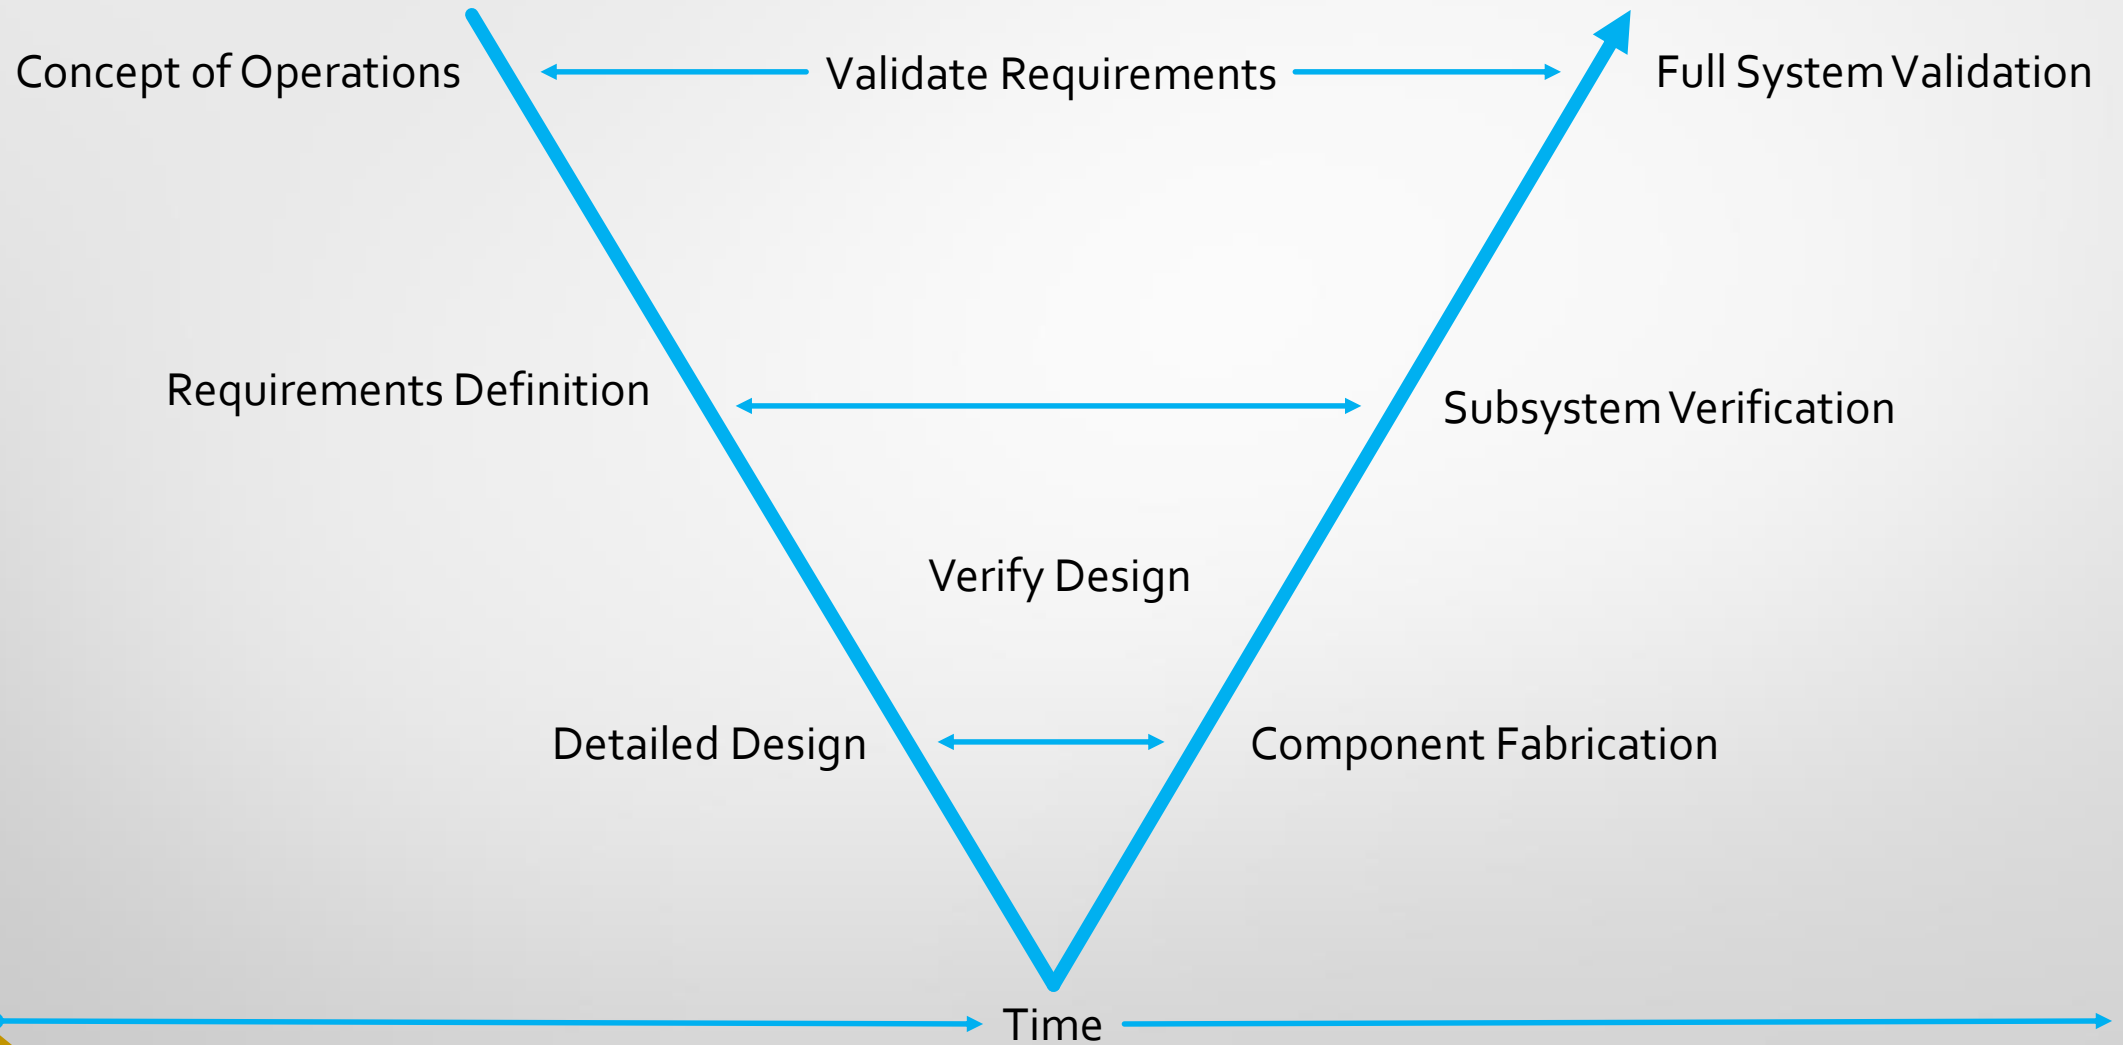 Concept of Operations
Validate Requirements
Full System Validation
Requirements Definition
Subsystem Verification
Verify Design
Detailed Design
Component Fabrication
Time